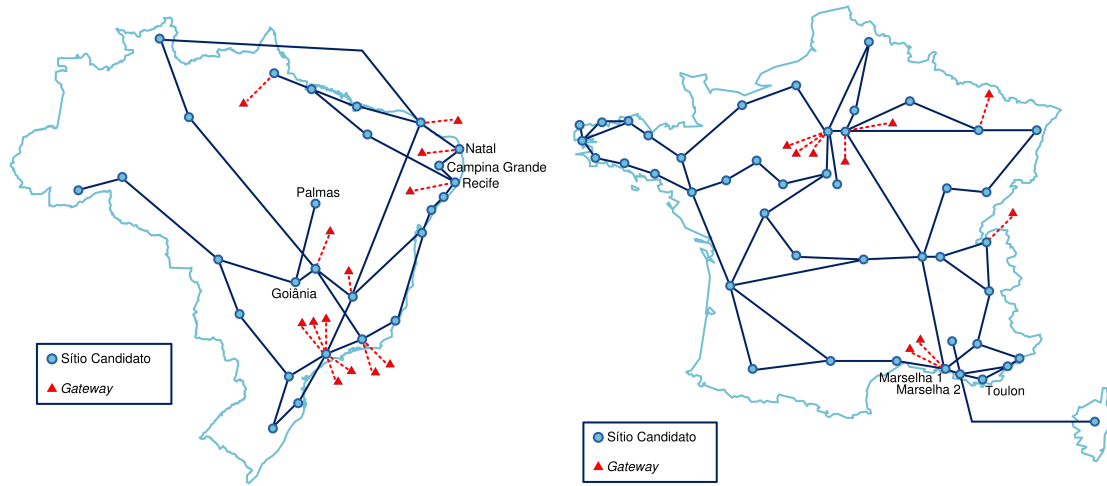 Natal
Campina Grande
Recife
Palmas
Goiânia
Sítio Candidato
Gateway
Marselha 1
Marselha 2
Toulon
Sítio Candidato
Gateway